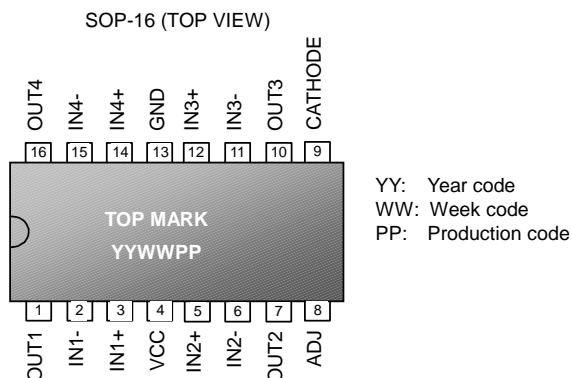 SOP-16 (TOP VIEW)
OUT4 IN4- IN4+ GND IN3+ IN3- OUT3 CATHODE
16 15 14 13 12 11 10 9
TOP MARK
YYWWPP
1 2 3 4 5 6 7 8
OUT1 IN1- IN1+ VCC IN2+ IN2- OUT2 ADJ
YY: Year code
WW: Week code
PP: Production code